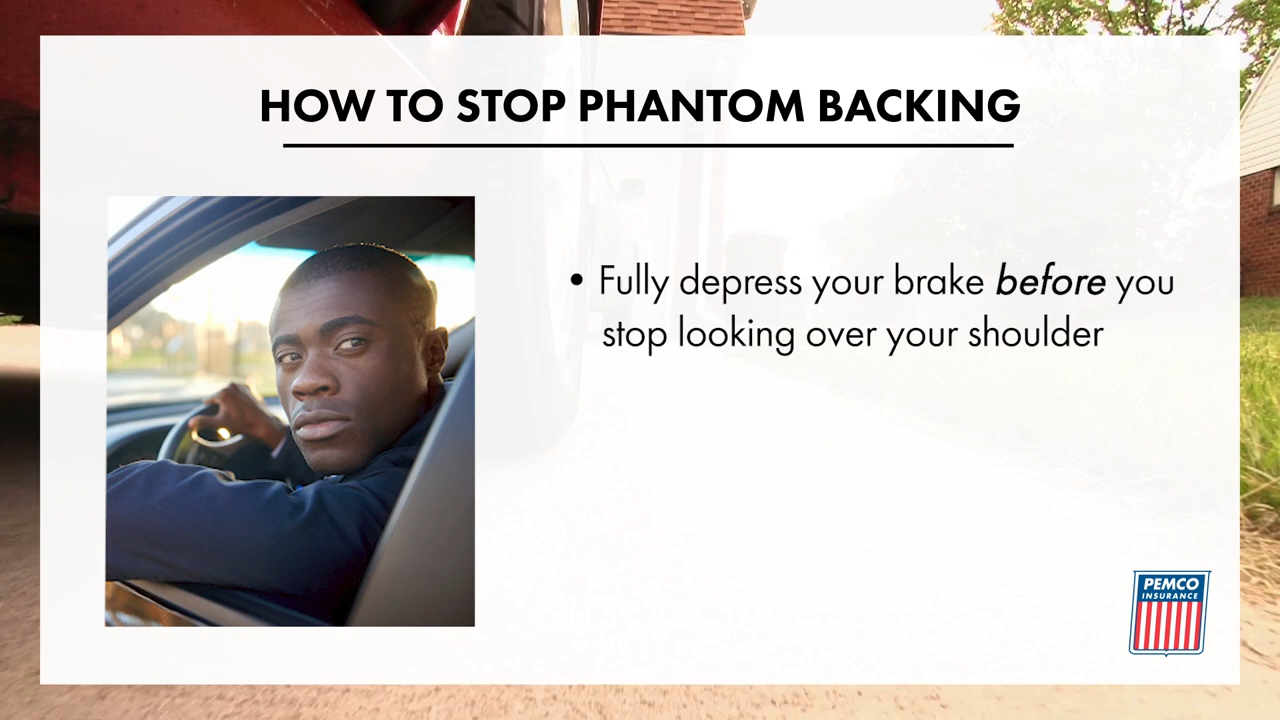 HOW TO STOP PHANTOM BACKING
• Fully depress your brake before you
stop looking over your shoulder
PEMCO
INSURANCE